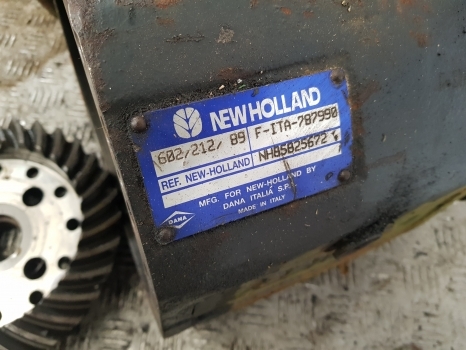 NEW HOLLAND
602/212/ 89 F-ITA-787990
REF. NEW-HOLLAND NH85825672
MFG. FOR NEW-HOLLAND BY
DANA ITALIA S.P.A.
DANA MADE IN ITALY